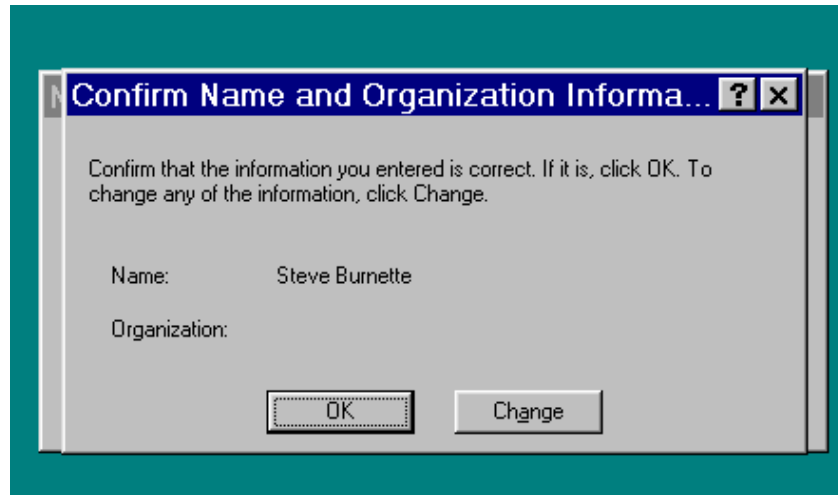 Confirm Name and Organization Informa...
Confirm that the information you entered is correct. If it is, click OK. To
change any of the information, click Change.
Name: Steve Burnette
Organization:
OK Change